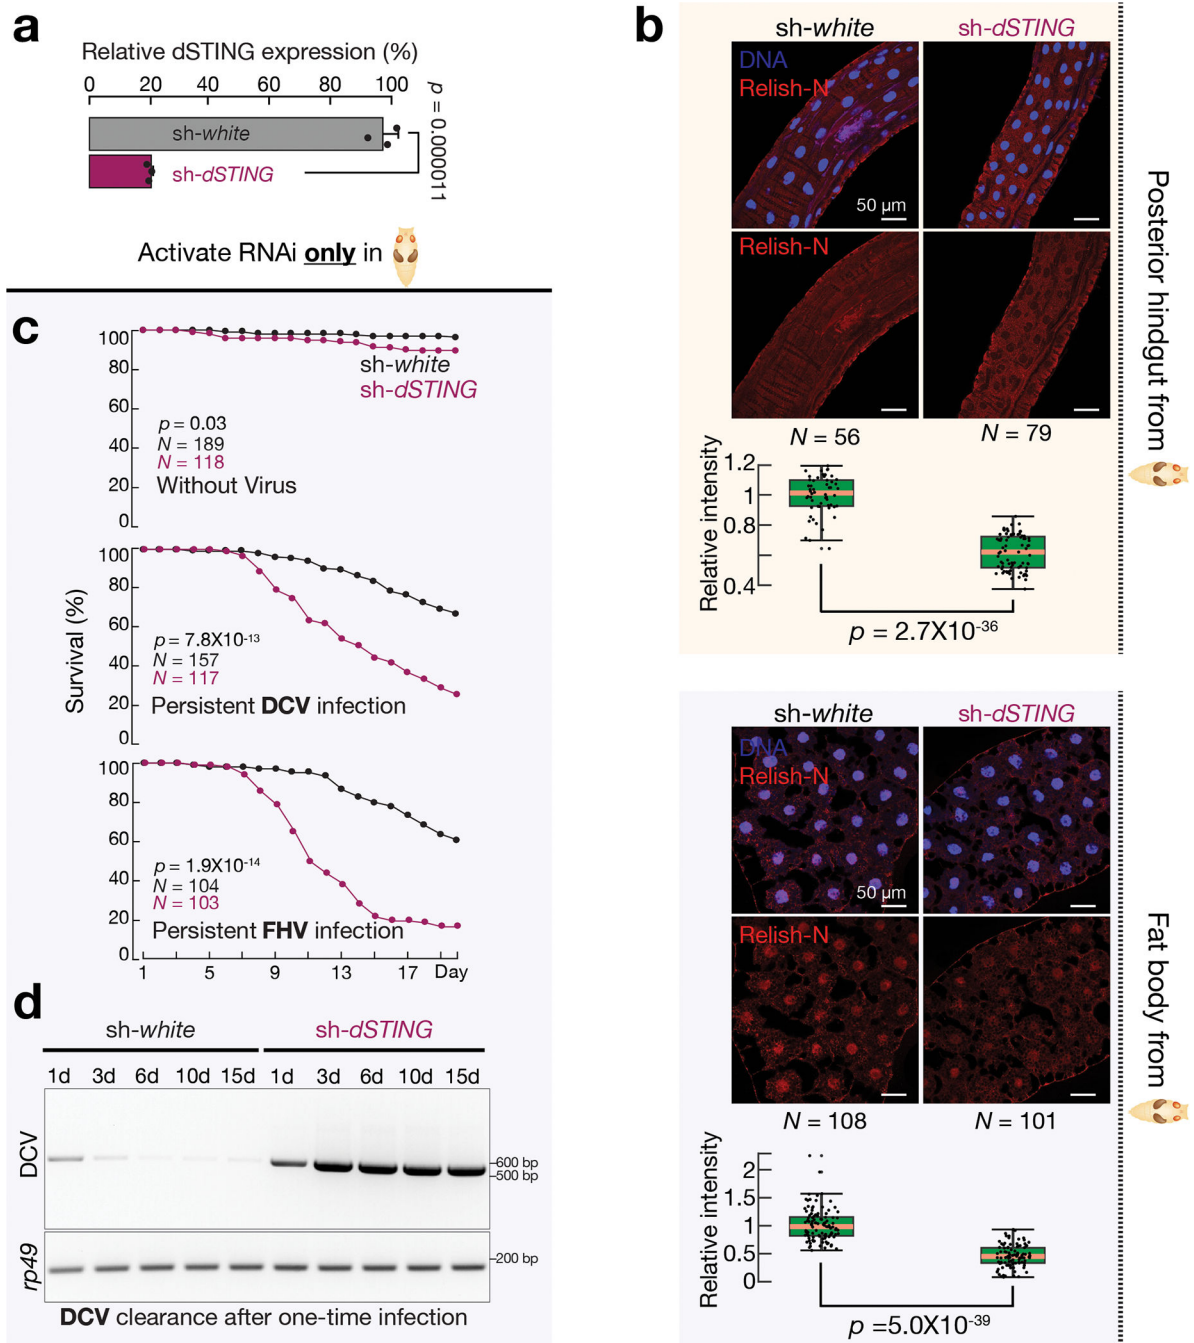 a
Relative dSTING expression (%)
0 20 40 60 80 100
sh-white
sh-dSTING
p = 0.000011
Activate RNAi only in
b
sh-white sh-dSTING
DNA
Relish-N
50 µm
Relish-N
N = 56 N = 79
Relative intensity
1.2
1
0.8
0.4
p = 2.7X10-36
Posterior hindgut from
sh-white sh-dSTING
DNA
Relish-N
50 µm
Relish-N
N = 108 N = 101
Relative intensity
2
1.5
1
0.5
0
p =5.0X10-39
Fat body from
c
Survival (%)
100
80
60
40
20
0
sh-white
sh-dSTING
p = 0.03
N = 189
N = 118
Without Virus
100
80
60
40
20
0
p = 7.8X10-13
N = 157
N = 117
Persistent DCV infection
100
80
60
40
20
0
p = 1.9X10-14
N = 104
N = 103
Persistent FHV infection
1 5 9 13 17 Day
d
sh-white sh-dSTING
1d 3d 6d 10d 15d 1d 3d 6d 10d 15d
DCV
600 bp
500 bp
rp49
200 bp
DCV clearance after one-time infection